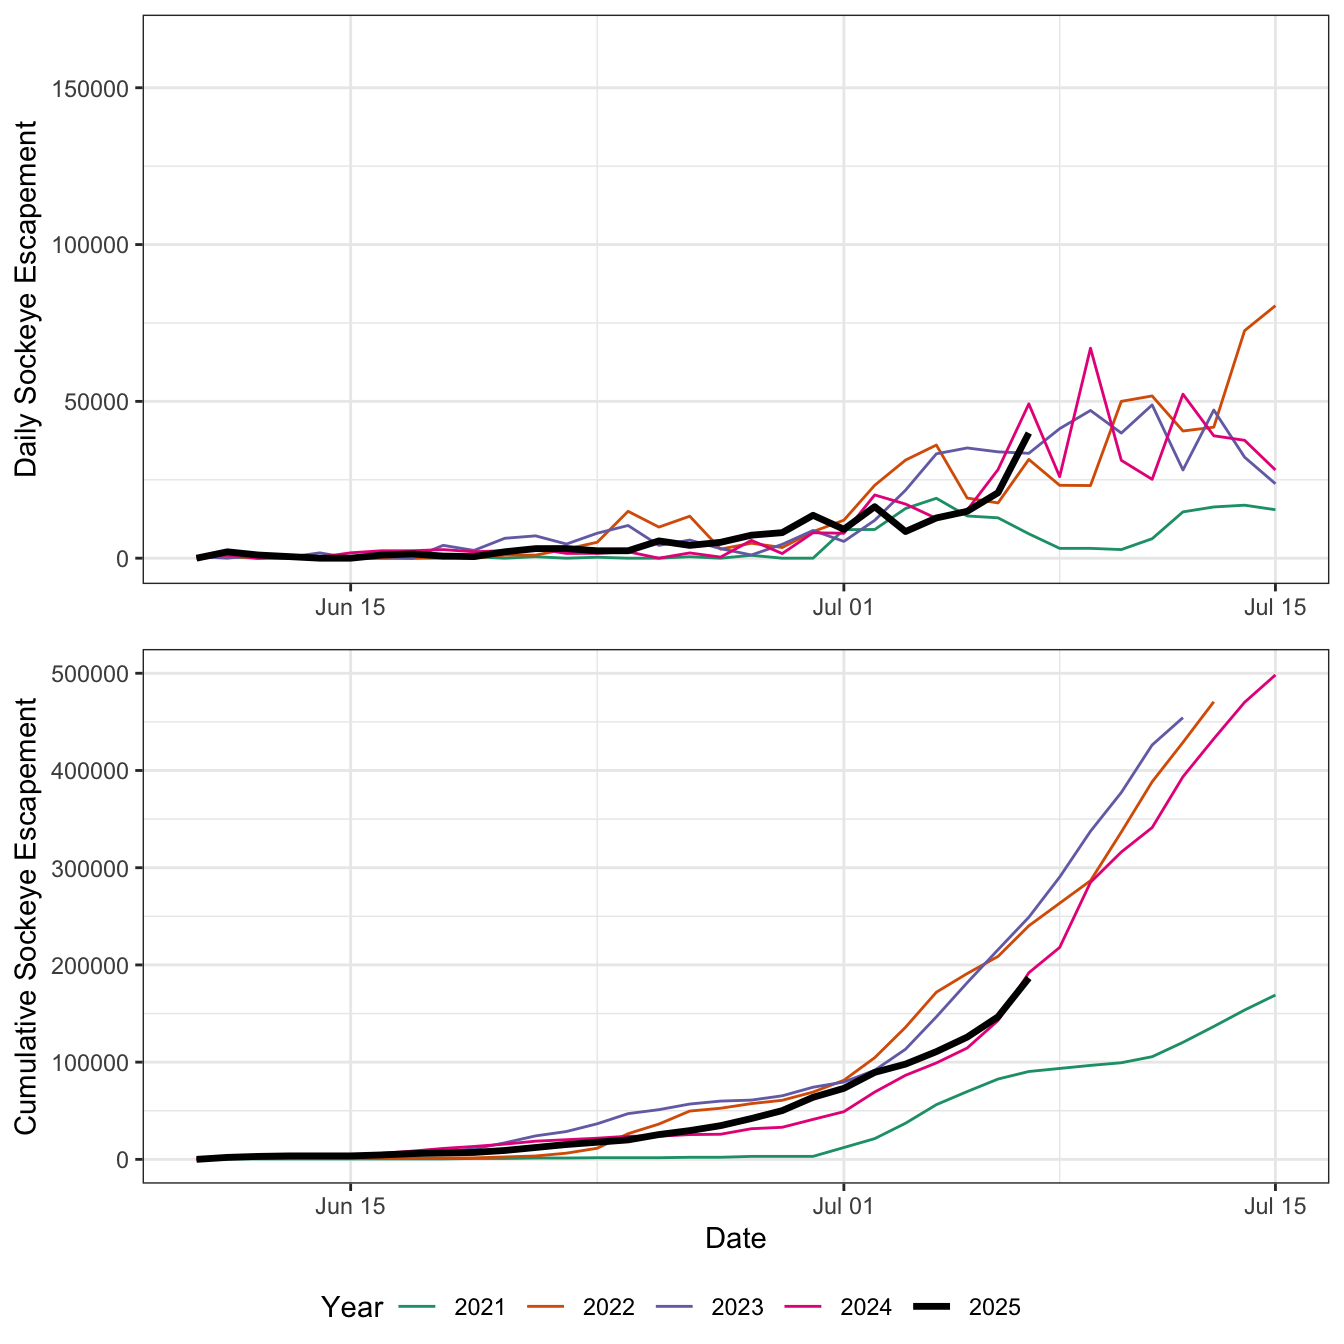 Daily Sockeye Escapement
150000
100000
50000
0
Jun 15
Jul 01
Jul 15
Cumulative Sockeye Escapement
500000
400000
300000
200000
100000
0
Jun 15
Jul 01
Jul 15
Date
Year 2021 2022 2023 2024 2025